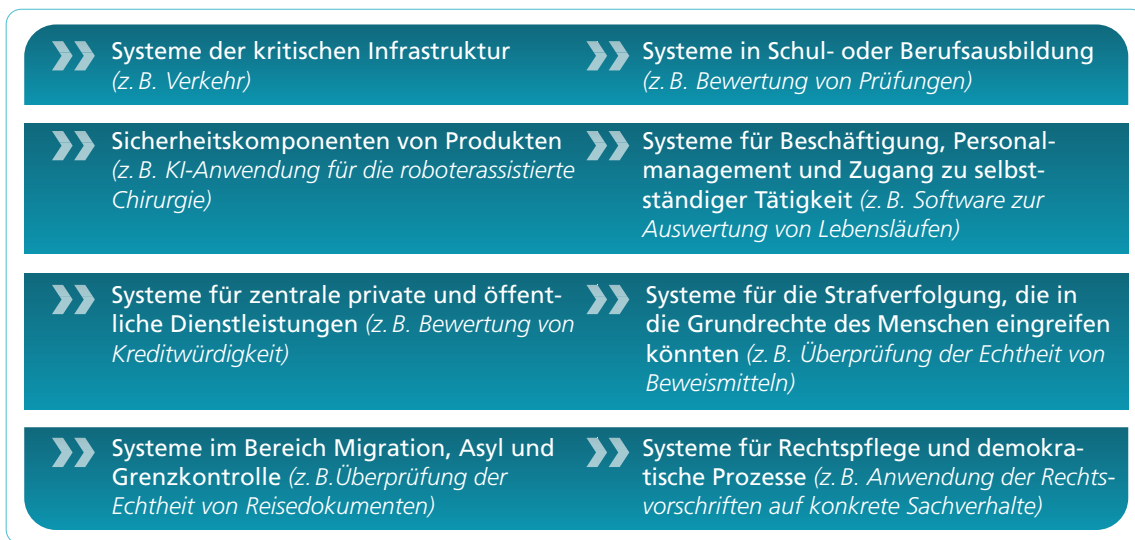 Systeme der kritischen Infrastruktur
(z. B. Verkehr)
Systeme in Schul- oder Berufsausbildung
(z. B. Bewertung von Prüfungen)
Sicherheitskomponenten von Produkten
(z. B. KI-Anwendung für die roboterassistierte
Chirurgie)
Systeme für Beschäftigung, Personal-
management und Zugang zu selbst-
ständiger Tätigkeit (z. B. Software zur
Auswertung von Lebensläufen)
Systeme für zentrale private und öffent-
liche Dienstleistungen (z. B. Bewertung von
Kreditwürdigkeit)
Systeme für die Strafverfolgung, die in
die Grundrechte des Menschen eingreifen
könnten (z. B. Überprüfung der Echtheit von
Beweismitteln)
Systeme im Bereich Migration, Asyl und
Grenzkontrolle (z. B.Überprüfung der
Echtheit von Reisedokumenten)
Systeme für Rechtspflege und demokra-
tische Prozesse (z. B. Anwendung der Rechts-
vorschriften auf konkrete Sachverhalte)